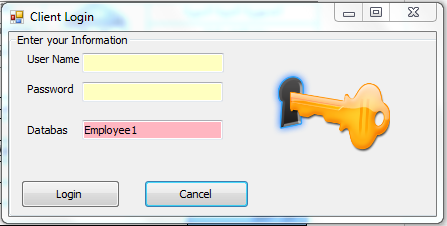 Client Login
Enter your Information
User Name
Password
Databas Employee1
Login Cancel